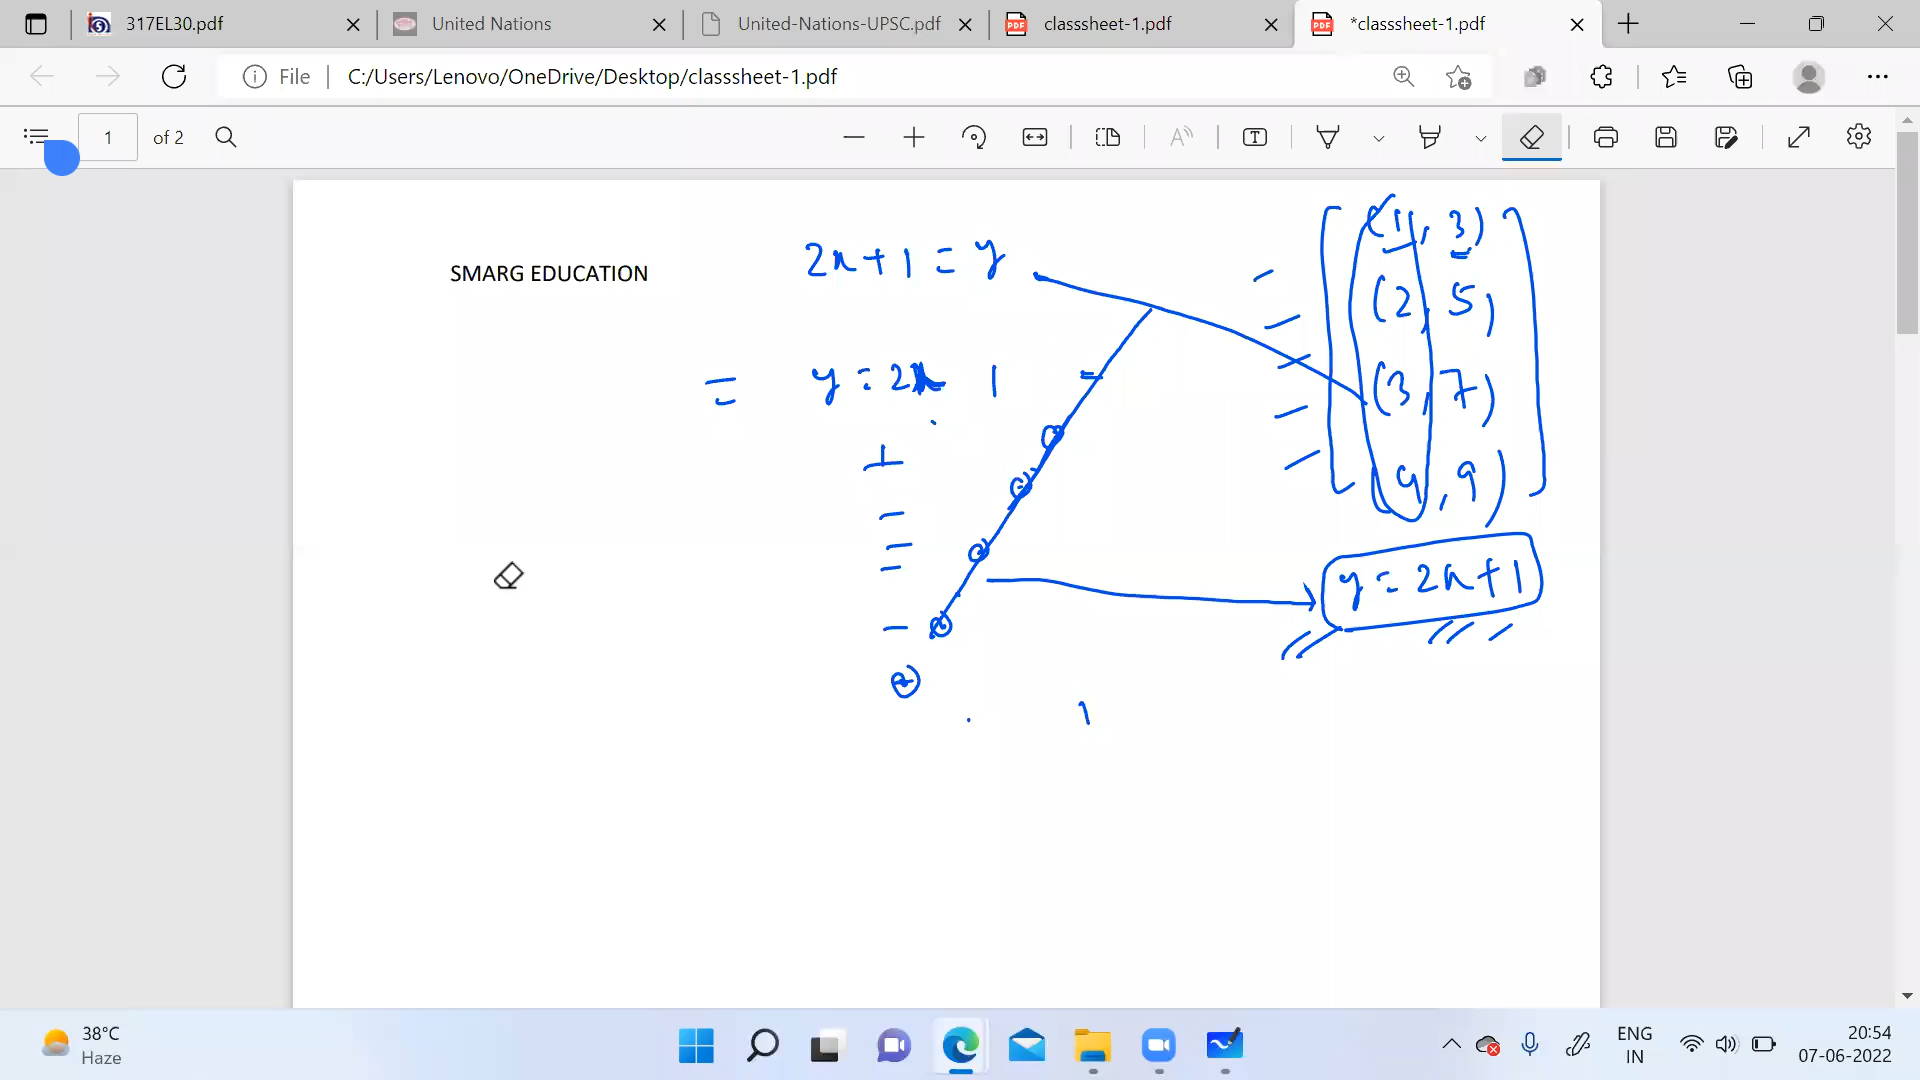 317EL30.pdf
United Nations
United-Nations-UPSC.pdf
classsheet-1.pdf
*classsheet-1.pdf
File
C:/Users/Lenovo/OneDrive/Desktop/classsheet-1.pdf
1 of 2
SMARG EDUCATION
2x+1=y
= y=2x 1
(1, 3)
(2, 5)
(3, 7)
(4, 9)
y=2x+1
1
38°C
Haze
ENG
IN
20:54
07-06-2022